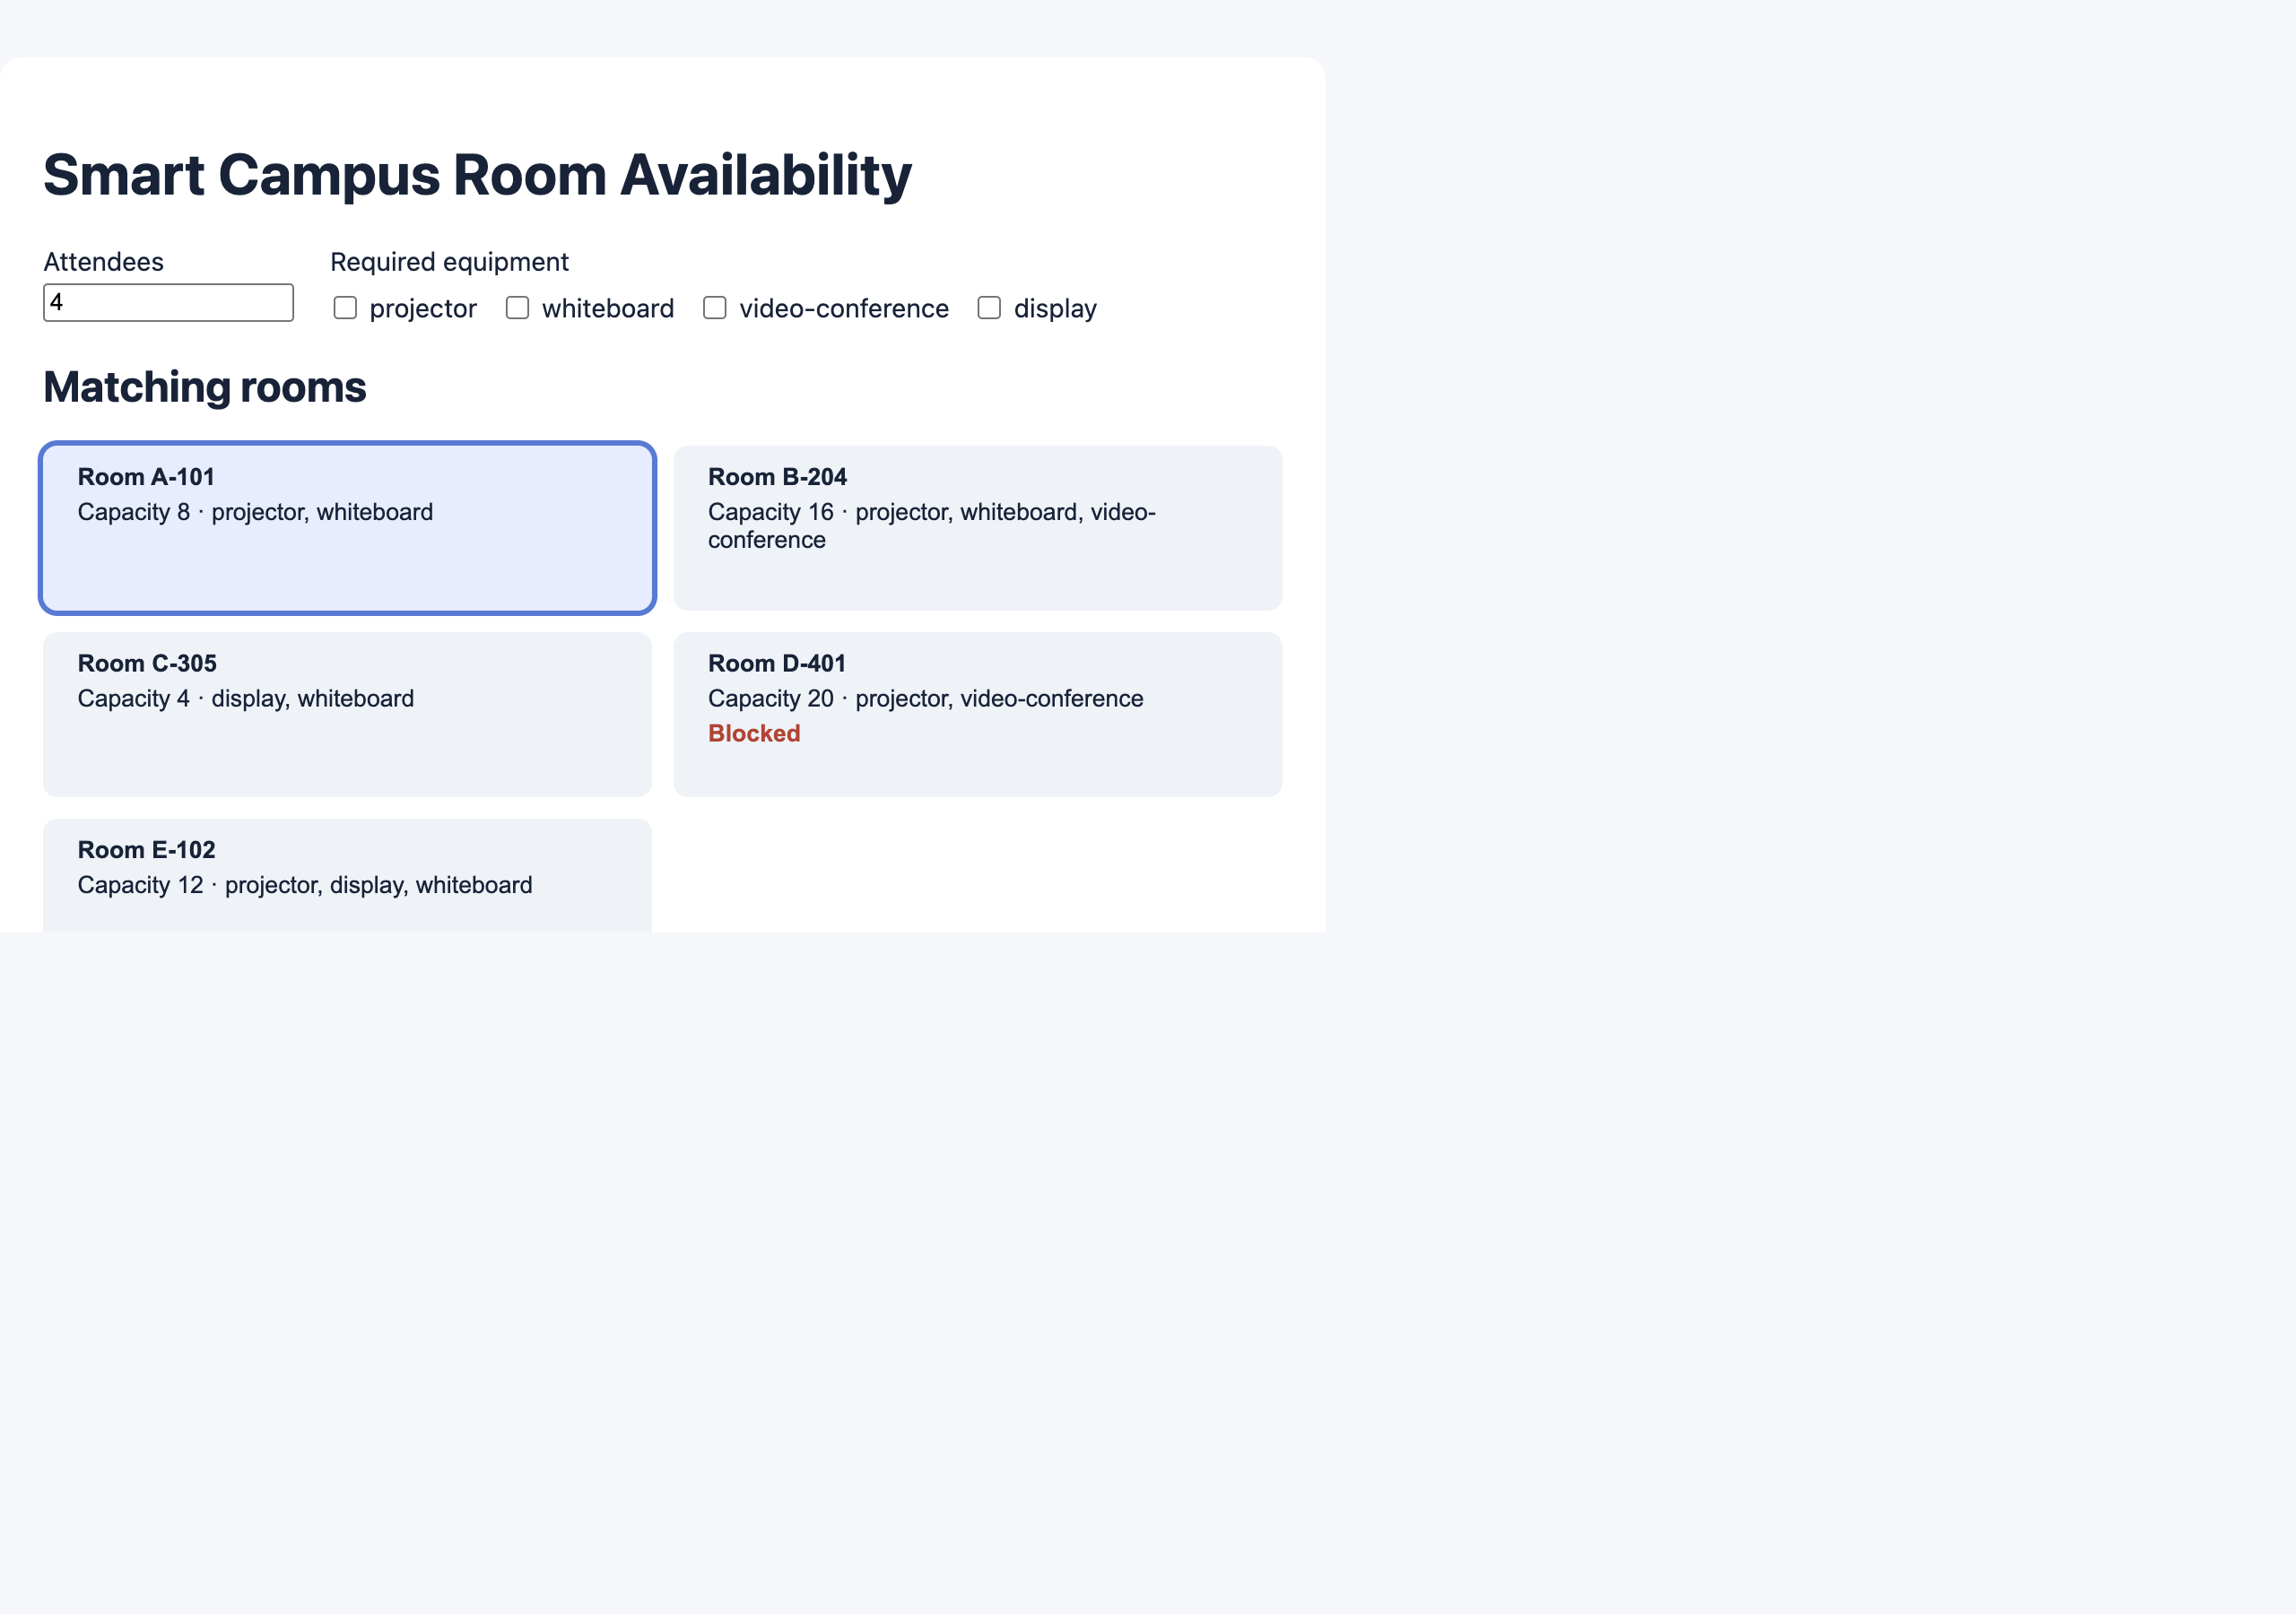 Smart Campus Room Availability
Attendees
4
Required equipment
projector whiteboard video-conference display
Matching rooms
Room A-101
Capacity 8 · projector, whiteboard
Room B-204
Capacity 16 · projector, whiteboard, video-
conference
Room C-305
Capacity 4 · display, whiteboard
Room D-401
Capacity 20 · projector, video-conference
Blocked
Room E-102
Capacity 12 · projector, display, whiteboard